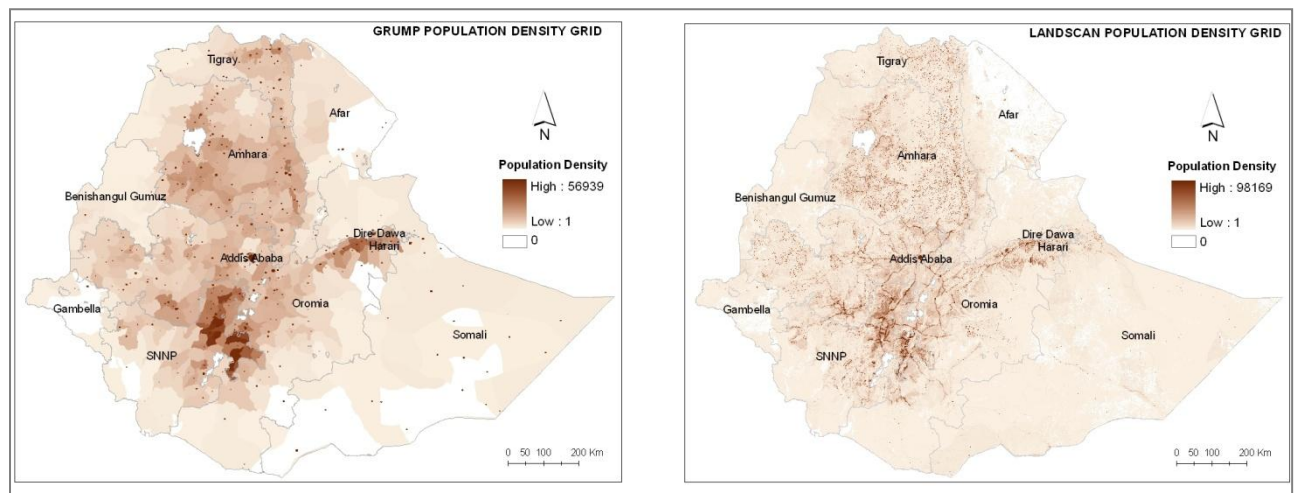 GRUMP POPULATION DENSITY GRID
Tigray
Afar
N
Amhara
Population Density
High : 56939
Low : 1
0
Benishangul Gumuz
Dire Dawa
Harari
Addis Ababa
Gambella
Oromia
Somali
SNNP
0 50 100 200 Km
LANDSCAN POPULATION DENSITY GRID
Tigray
Afar
N
Amhara
Population Density
High : 98169
Low : 1
0
Benishangul Gumuz
Dire Dawa
Harari
Addis Ababa
Gambella
Oromia
Somali
SNNP
0 50 100 200 Km